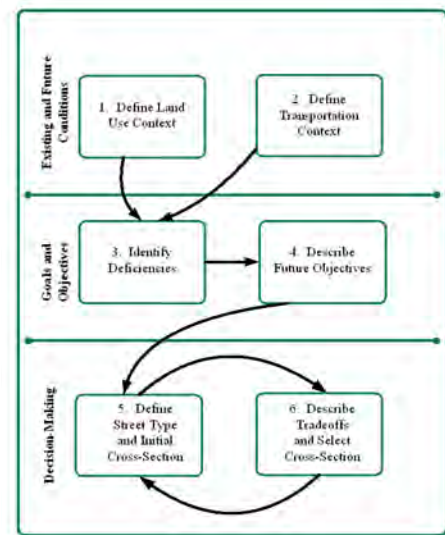 Existing and Future
Conditions
1. Define Land
Use Context
2. Define
Transportation
Context
Goals and
Objectives
3. Identify
Deficiencies
4. Describe
Future Objectives
Decision-Making
5. Define
Street Type
and Initial
Cross-Section
6. Describe
Tradeoffs
and Select
Cross-Section